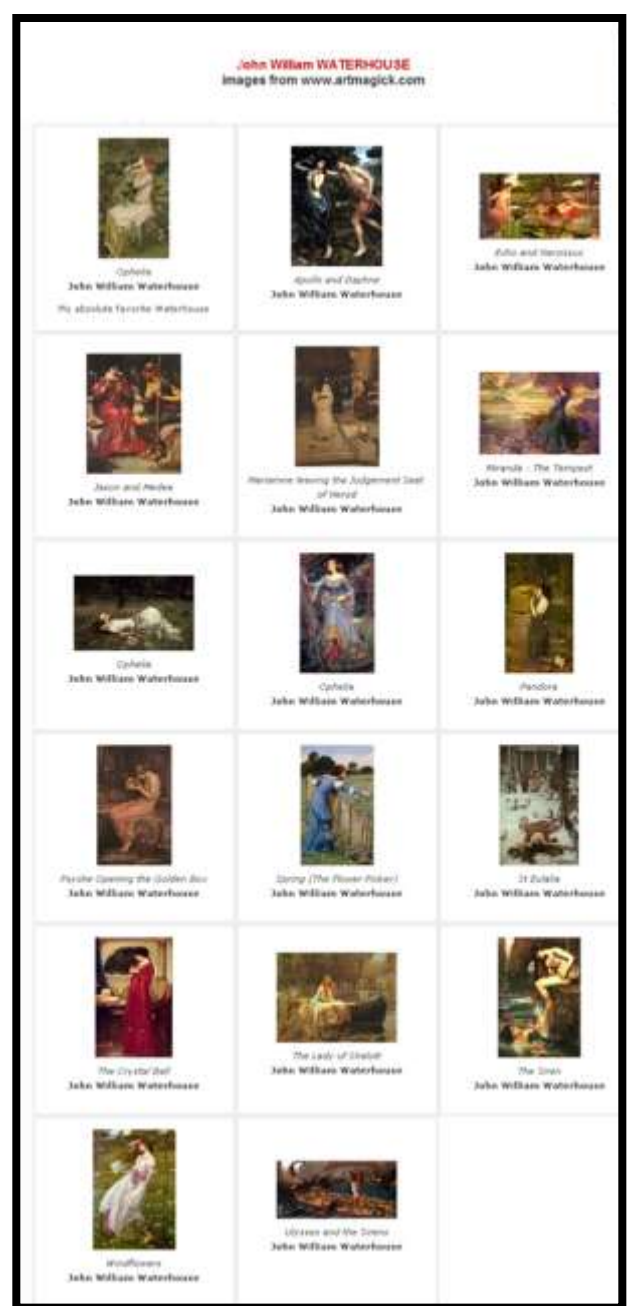 John William WATERHOUSE
images from www.artmagick.com
Ophelia
John William Waterhouse
My absolute favorite Waterhouse
Apollo and Daphne
John William Waterhouse
Echo and Narcissus
John William Waterhouse
Jason and Medea
John William Waterhouse
Mariamne leaving the Judgement Seat
of Herod
John William Waterhouse
Miranda - The Tempest
John William Waterhouse
Ophelia
John William Waterhouse
Ophelia
John William Waterhouse
Pandora
John William Waterhouse
Psyche Opening the Golden Box
John William Waterhouse
Spring (The Flower Picker)
John William Waterhouse
St Eulalia
John William Waterhouse
The Crystal Ball
John William Waterhouse
The Lady of Shalott
John William Waterhouse
The Siren
John William Waterhouse
Windflowers
John William Waterhouse
Ulysses and the Sirens
John William Waterhouse